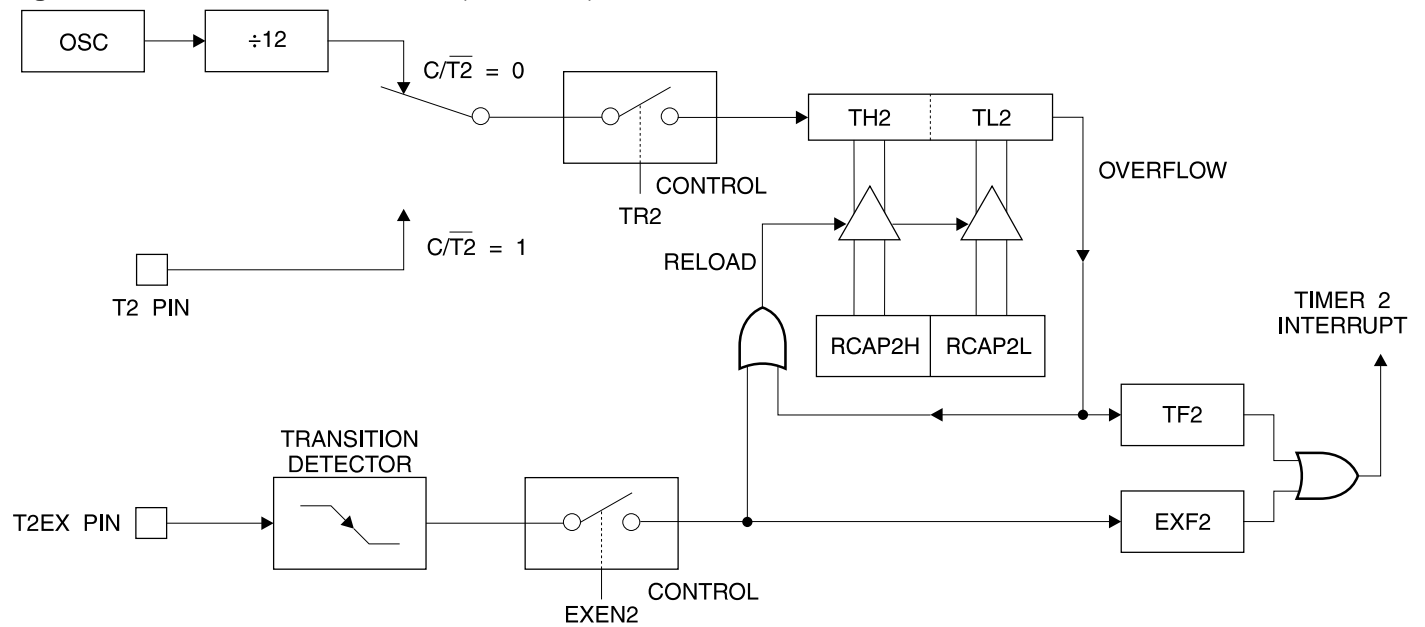 OSC
÷12
C/T2̅ = 0
TH2
TL2
OVERFLOW
CONTROL
TR2
C/T2̅ = 1
RELOAD
T2 PIN
TIMER 2
INTERRUPT
RCAP2H
RCAP2L
TF2
TRANSITION
DETECTOR
T2EX PIN
EXF2
CONTROL
EXEN2